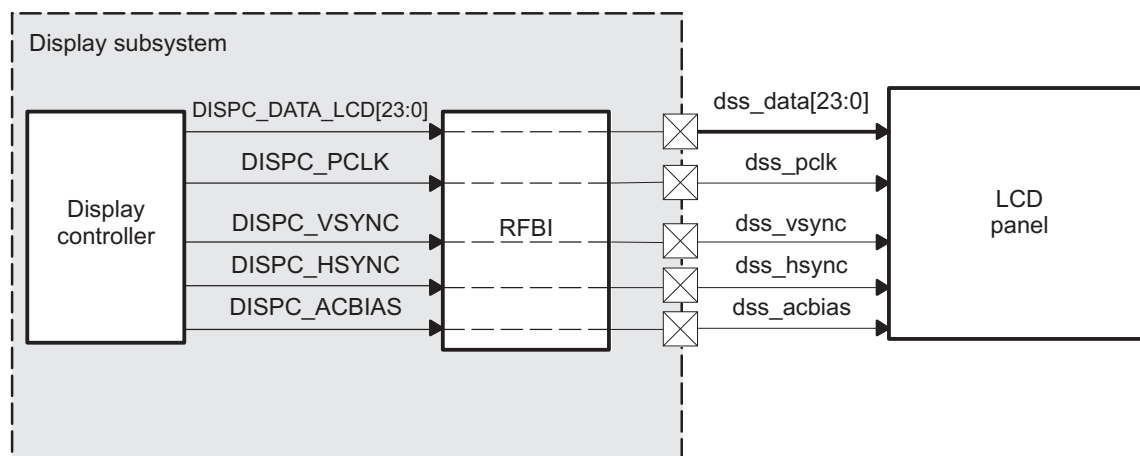 Display subsystem
DISPC_DATA_LCD[23:0]
dss_data[23:0]
DISPC_PCLK
dss_pclk
Display
controller
DISPC_VSYNC
RFBI
dss_vsync
LCD
panel
DISPC_HSYNC
dss_hsync
DISPC_ACBIAS
dss_acbias